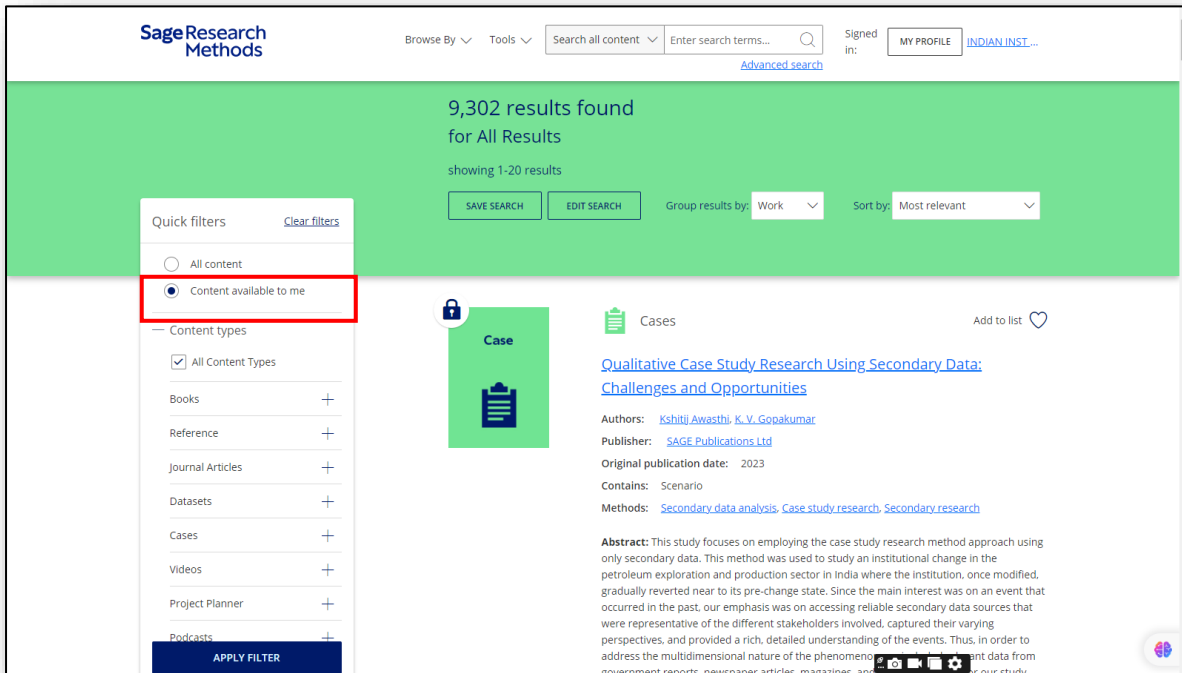 Sage Research
Methods
Browse By
Tools
Search all content
Enter search terms...
Advanced search
Signed
in:
MY PROFILE
INDIAN INST ...
9,302 results found
for All Results
showing 1-20 results
SAVE SEARCH
EDIT SEARCH
Group results by:
Work
Sort by:
Most relevant
Quick filters
Clear filters
All content
Content available to me
Content types
All Content Types
Books
Reference
Journal Articles
Datasets
Cases
Videos
Project Planner
Podcasts
APPLY FILTER
Case
Cases
Add to list
Qualitative Case Study Research Using Secondary Data:
Challenges and Opportunities
Authors: Kshitij Awasthi, K. V. Gopakumar
Publisher: SAGE Publications Ltd
Original publication date: 2023
Contains: Scenario
Methods: Secondary data analysis, Case study research, Secondary research
Abstract: This study focuses on employing the case study research method approach using
only secondary data. This method was used to study an institutional change in the
petroleum exploration and production sector in India where the institution, once modified,
gradually reverted near to its pre-change state. Since the main interest was on an event that
occurred in the past, our emphasis was on accessing reliable secondary data sources that
were representative of the different stakeholders involved, captured their varying
perspectives, and provided a rich, detailed understanding of the events. Thus, in order to
address the multidimensional nature of the data from
government reports, newspaper articles, magazines, and our study